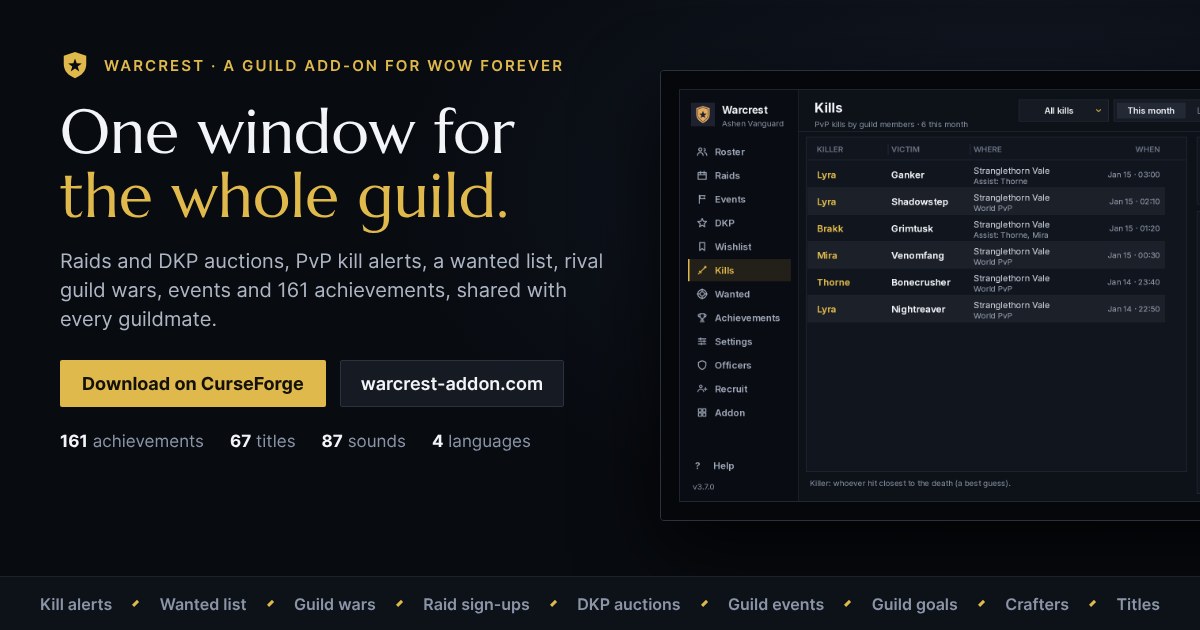 WARCREST · A GUILD ADD-ON FOR WOW FOREVER
One window for
the whole guild.
Raids and DKP auctions, PvP kill alerts, a wanted list, rival
guild wars, events and 161 achievements, shared with
every guildmate.
Download on CurseForge
warcrest-addon.com
161 achievements 67 titles 87 sounds 4 languages
Warcrest
Ashen Vanguard
Roster
Raids
Events
DKP
Wishlist
Kills
Wanted
Achievements
Settings
Officers
Recruit
Addon
? Help
v3.7.0
Kills
PvP kills by guild members · 6 this month
All kills
This month
KILLER VICTIM WHERE WHEN
Lyra Ganker Stranglethorn Vale Jan 15 · 03:00
Assist: Thorne
Lyra Shadowstep Stranglethorn Vale Jan 15 · 02:10
World PvP
Brakk Grimtusk Stranglethorn Vale Jan 15 · 01:20
Assist: Thorne, Mira
Mira Venomfang Stranglethorn Vale Jan 15 · 00:30
World PvP
Thorne Bonecrusher Stranglethorn Vale Jan 14 · 23:40
World PvP
Lyra Nightreaver Stranglethorn Vale Jan 14 · 22:50
World PvP
Killer: whoever hit closest to the death (a best guess).
Kill alerts Wanted list Guild wars Raid sign-ups DKP auctions Guild events Guild goals Crafters Titles